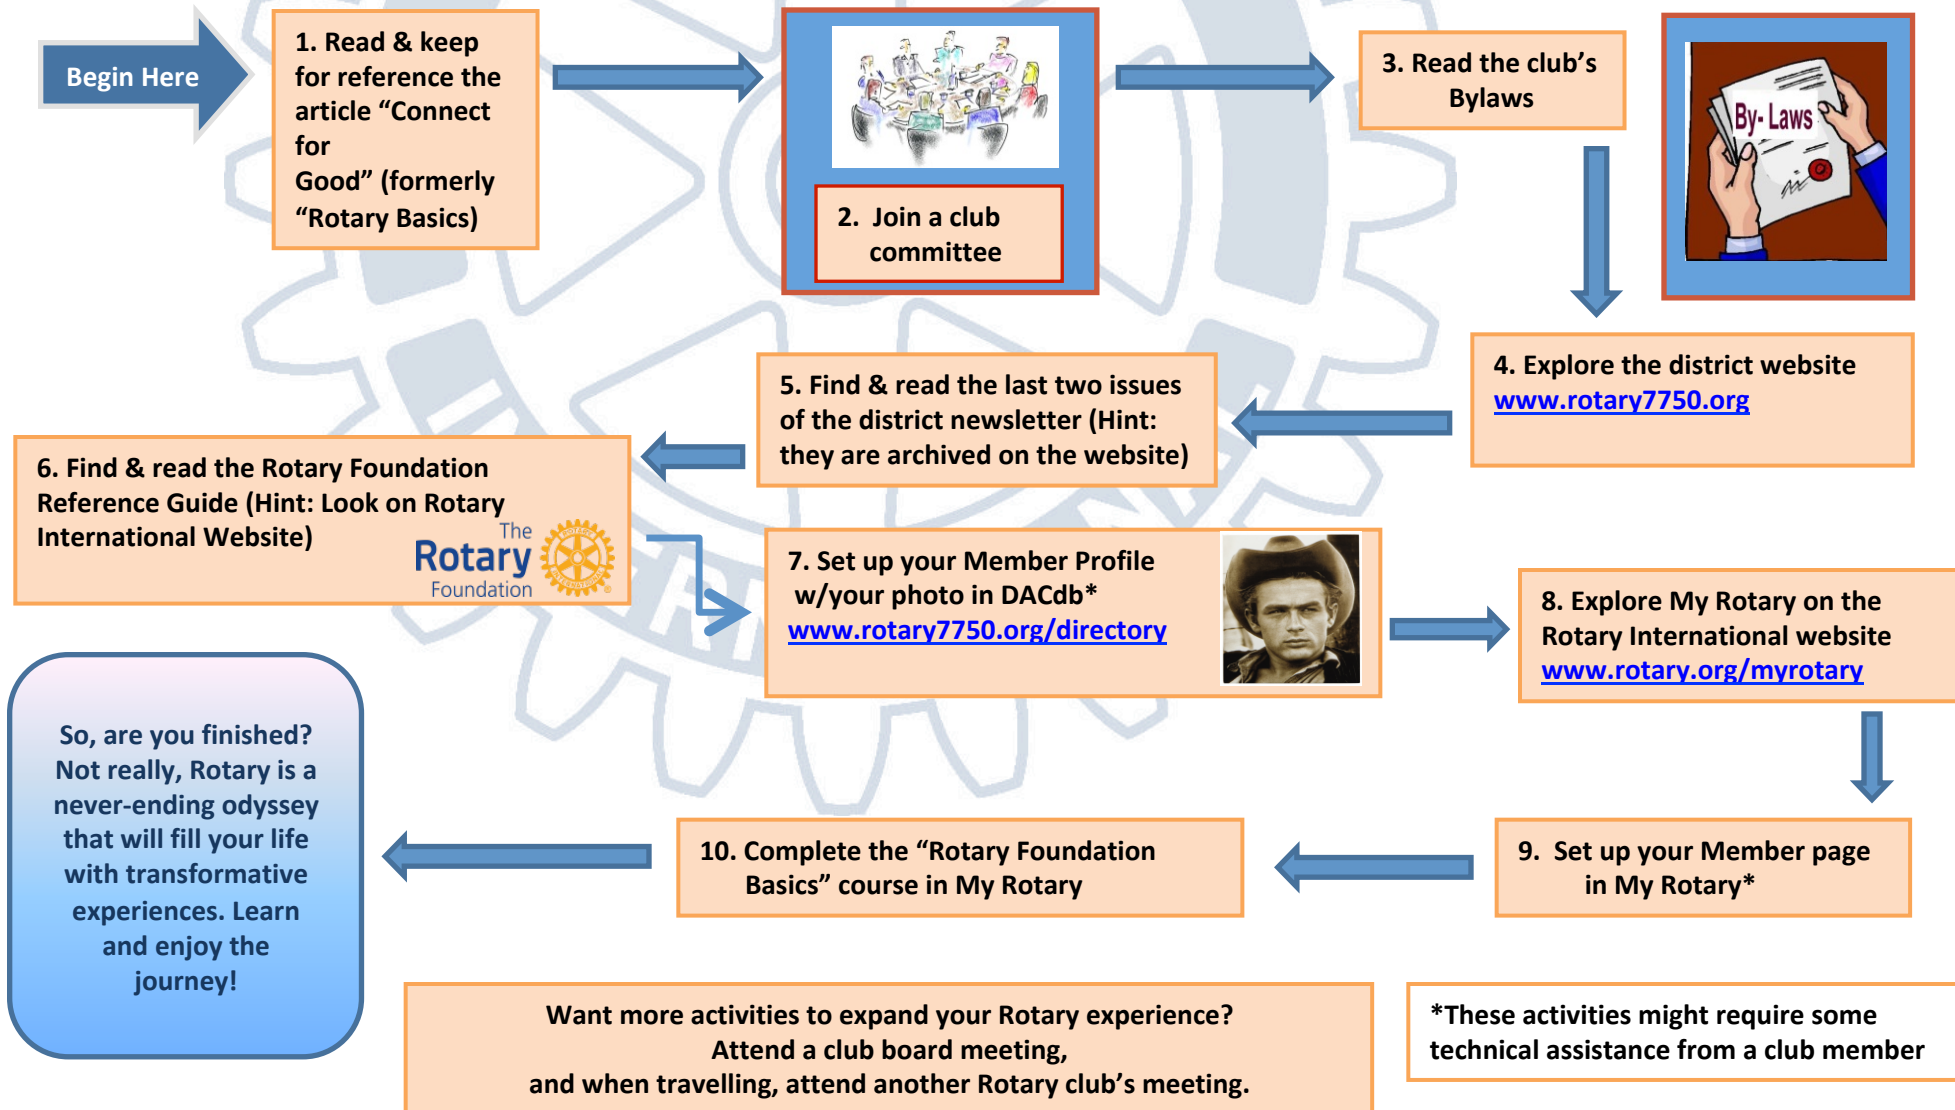 Begin Here
1. Read & keep
for reference the
article “Connect
for
Good” (formerly
“Rotary Basics)
2. Join a club
committee
3. Read the club’s
Bylaws
By- Laws
4. Explore the district website
www.rotary7750.org
5. Find & read the last two issues
of the district newsletter (Hint:
they are archived on the website)
6. Find & read the Rotary Foundation
Reference Guide (Hint: Look on Rotary
International Website)
The
Rotary
Foundation
7. Set up your Member Profile
w/your photo in DACdb*
www.rotary7750.org/directory
8. Explore My Rotary on the
Rotary International website
www.rotary.org/myrotary
9. Set up your Member page
in My Rotary*
10. Complete the “Rotary Foundation
Basics” course in My Rotary
So, are you finished?
Not really, Rotary is a
never-ending odyssey
that will fill your life
with transformative
experiences. Learn
and enjoy the
journey!
Want more activities to expand your Rotary experience?
Attend a club board meeting,
and when travelling, attend another Rotary club’s meeting.
*These activities might require some
technical assistance from a club member